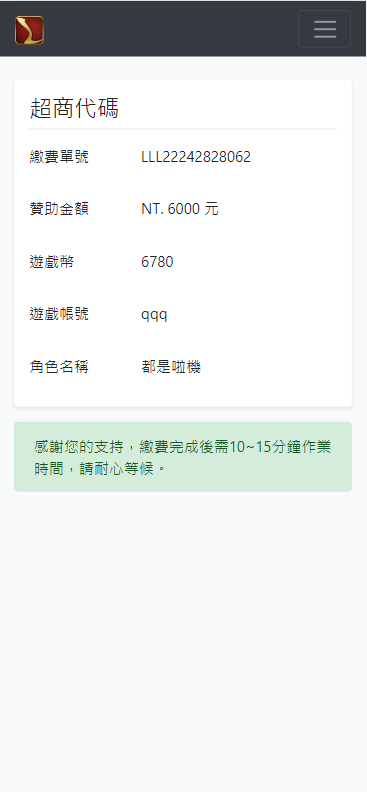 超商代碼
繳費單號 LLL22242828062
贊助金額 NT. 6000 元
遊戲幣 6780
遊戲帳號 qqq
角色名稱 都是啦機
感謝您的支持，繳費完成後需10~15分鐘作業
時間，請耐心等候。